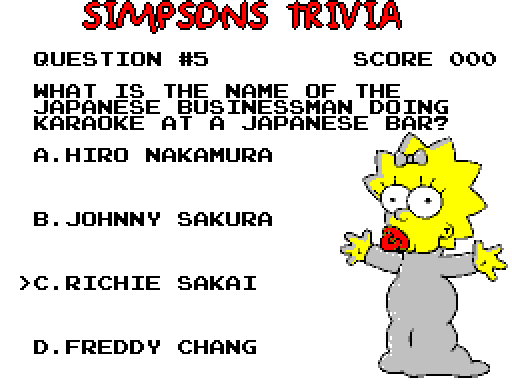 SIMPSONS TRIVIA
QUESTION #5 SCORE 000
WHAT IS THE NAME OF THE
JAPANESE BUSINESSMAN DOING
KARAOKE AT A JAPANESE BAR?
A.HIRO NAKAMURA
B.JOHNNY SAKURA
>C.RICHIE SAKAI
D.FREDDY CHANG